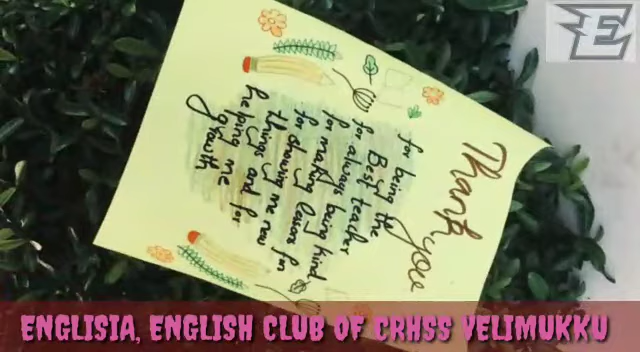 E
Thank you
for being the
Best teacher
for always being kind
for making lesons fun
for showing me new
things and for
helping me
growth
ENGLISIA, ENGLISH CLUB OF CRHSS VELIMUKKU